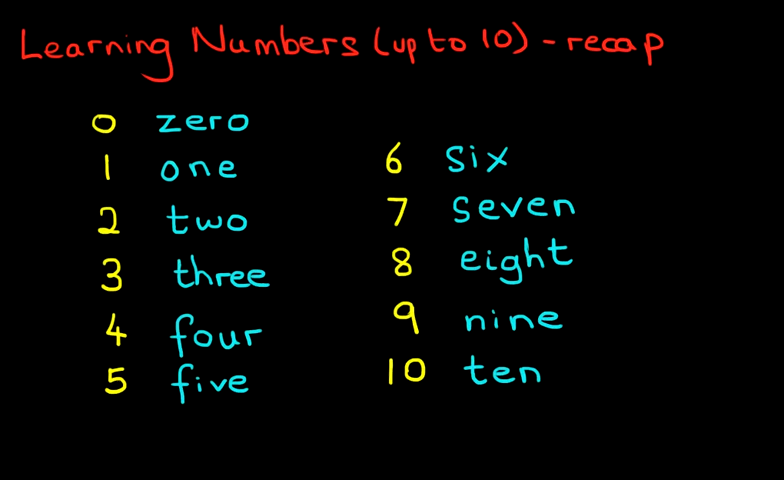 Learning Numbers (up to 10) - recap
0 zero
1 one
2 two
3 three
4 four
5 five
6 six
7 seven
8 eight
9 nine
10 ten